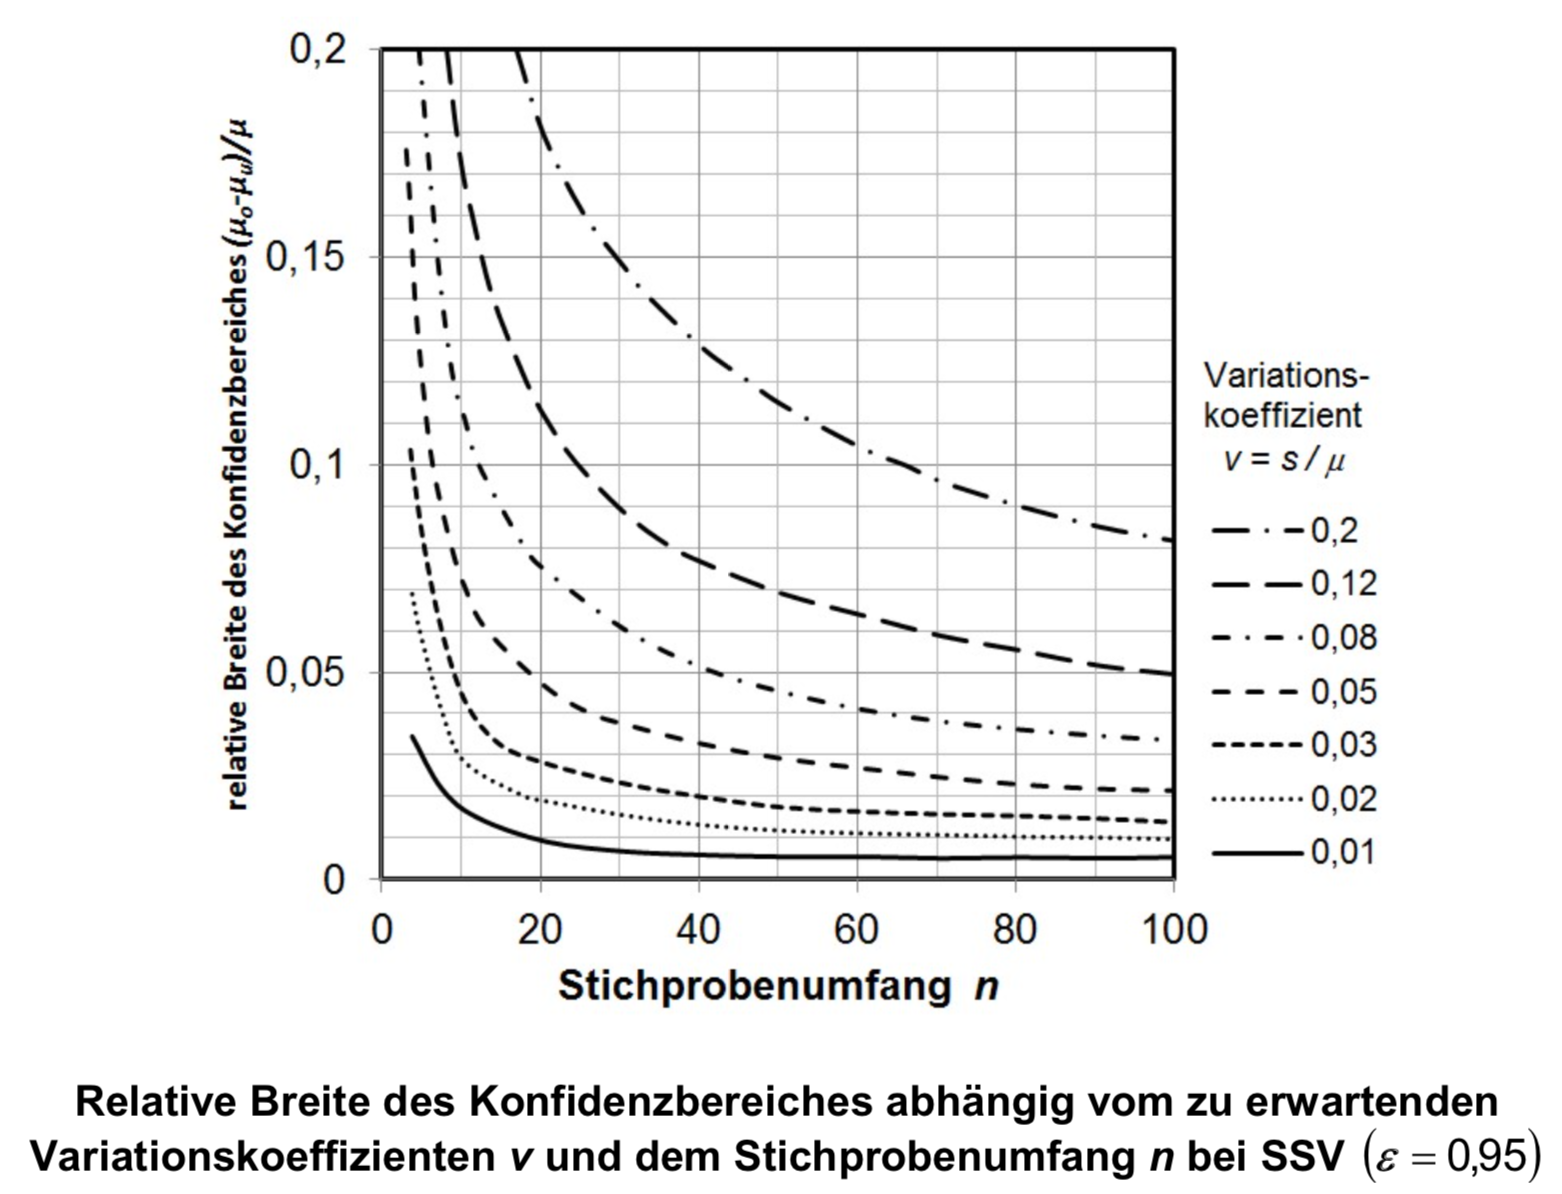 0,2
0,15
0,1
0,05
0
relative Breite des Konfidenzbereiches (μo-μu)/μ
0 20 40 60 80 100
Stichprobenumfang n
Variations-
koeffizient
v = s / μ
0,2
0,12
0,08
0,05
0,03
0,02
0,01
Relative Breite des Konfidenzbereiches abhängig vom zu erwartenden
Variationskoeffizienten v und dem Stichprobenumfang n bei SSV (ε = 0,95)